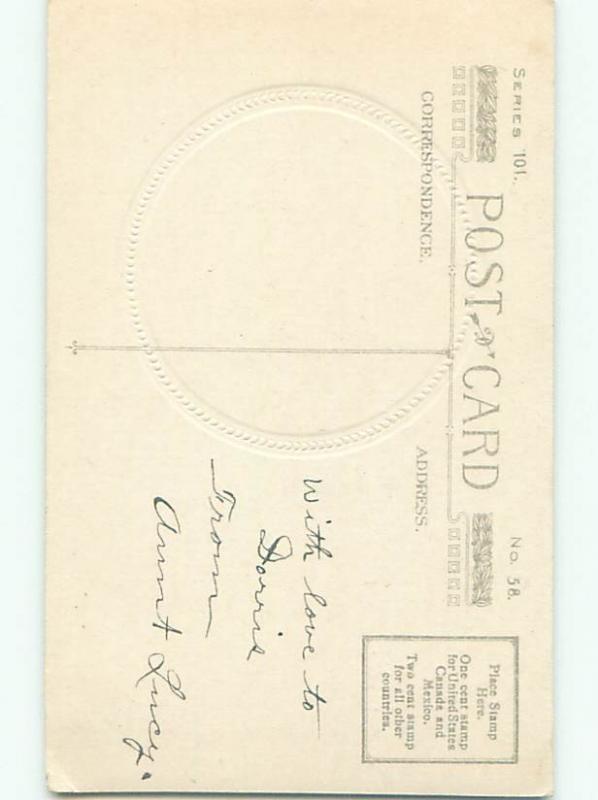 SERIES 101.
No. 58.
POST CARD
CORRESPONDENCE.
ADDRESS.
Place Stamp
Here.
One cent stamp
for United States
Canada and
Mexico.
Two cent stamp
for all other
countries.
With love to
Dorrie
From
Aunt Lucy.